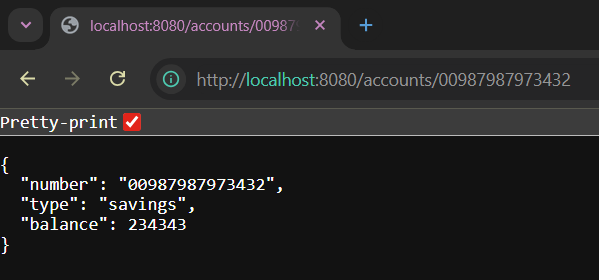 localhost:8080/accounts/00987
http://localhost:8080/accounts/00987987973432
Pretty-print
{
"number": "00987987973432",
"type": "savings",
"balance": 234343
}